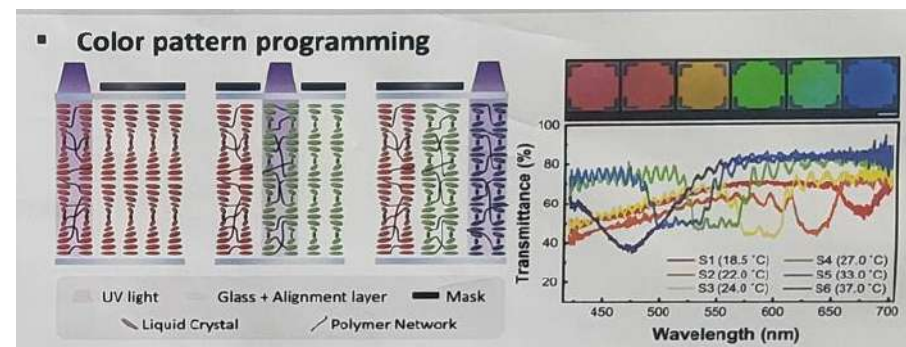 ▪ Color pattern programming
UV light
Glass + Alignment layer
Mask
Liquid Crystal
Polymer Network
Transmittance (%)
100
80
60
40
20
S1 (18.5 ˚C)
S2 (22.0 ˚C)
S3 (24.0 ˚C)
S4 (27.0 ˚C)
S5 (33.0 ˚C)
S6 (37.0 ˚C)
450 500 550 600 650 700
Wavelength (nm)